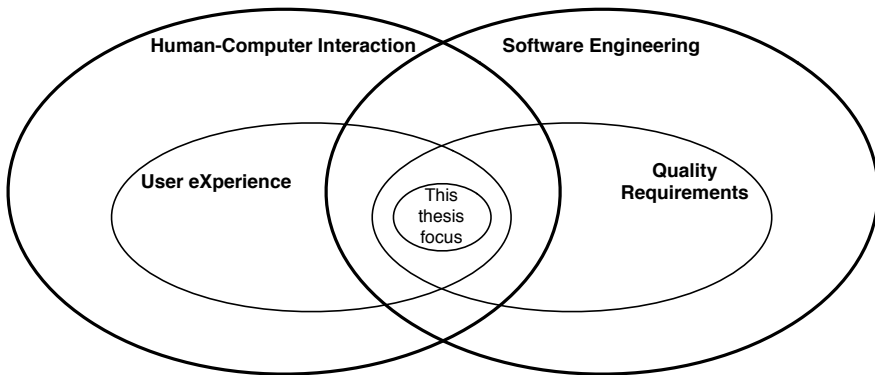 Human-Computer Interaction
Software Engineering
User eXperience
This
thesis
focus
Quality
Requirements